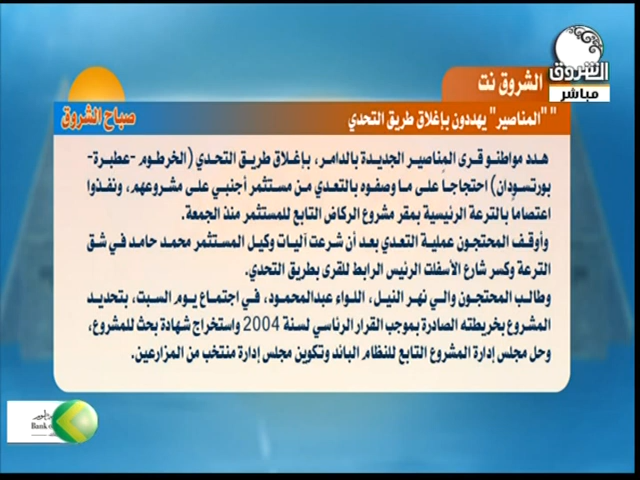 الشروق
مباشر
الشروق نت
" "المناصير" يهددون بإغلاق طريق التحدي
صباح الشروق
هدد مواطنو قرى المناصير الجديدة بالدامر، بإغلاق طريق التحدي (الخرطوم -عطبرة-
بورتسودان) احتجاجاً على ما وصفوه بالتعدي من مستثمر أجنبي على مشروعهم، ونفذوا
اعتصاماً بالترعة الرئيسية بمقر مشروع الركاض التابع للمستثمر منذ الجمعة.
وأوقف المحتجون عملية التعدي بعد أن شرعت آليات وكيل المستثمر محمد حامد في شق
الترعة وكسر شارع الأسفلت الرئيس الرابط للقرى بطريق التحدي.
وطالب المحتجون والي نهر النيل، اللواء عبدالمحمود، في اجتماع يوم السبت، بتحديد
المشروع بخريطته الصادرة بموجب القرار الرئاسي لسنة 2004 واستخراج شهادة بحث للمشروع،
وحل مجلس إدارة المشروع التابع للنظام البائد وتكوين مجلس إدارة منتخب من المزارعين.
Bank